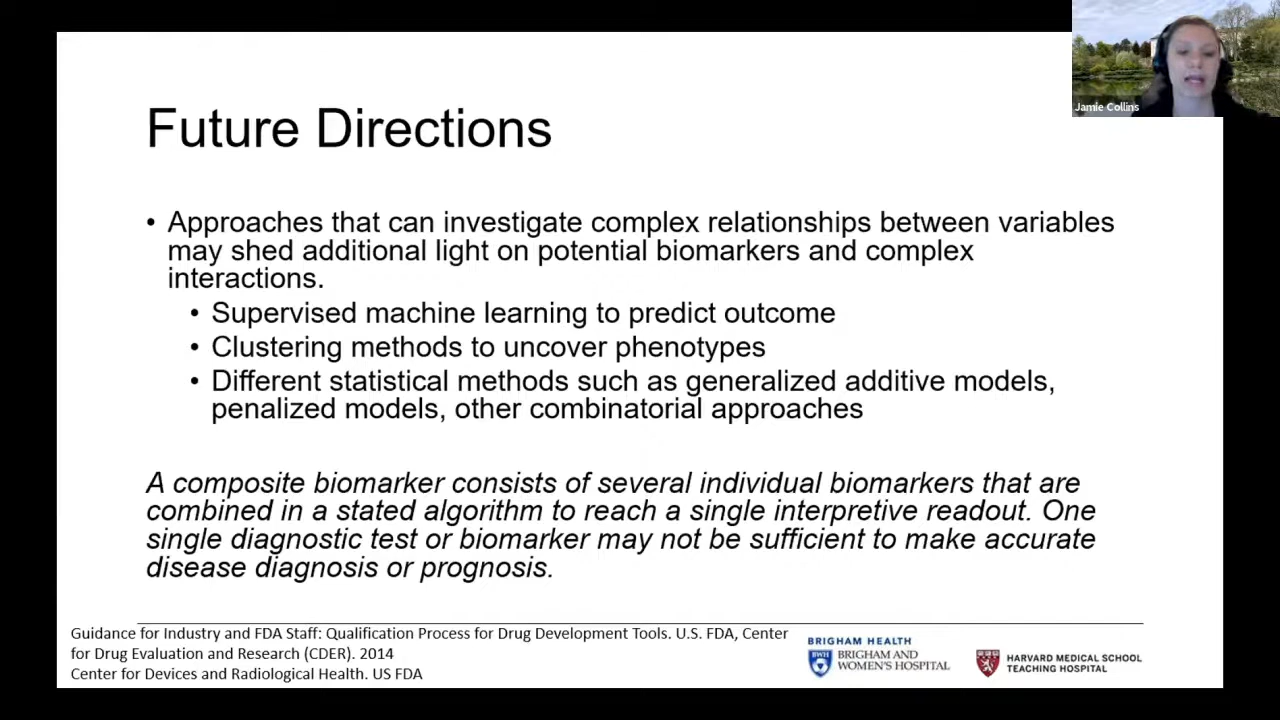 Jamie Collins
Future Directions
• Approaches that can investigate complex relationships between variables
may shed additional light on potential biomarkers and complex
interactions.
• Supervised machine learning to predict outcome
• Clustering methods to uncover phenotypes
• Different statistical methods such as generalized additive models,
penalized models, other combinatorial approaches
A composite biomarker consists of several individual biomarkers that are
combined in a stated algorithm to reach a single interpretive readout. One
single diagnostic test or biomarker may not be sufficient to make accurate
disease diagnosis or prognosis.
Guidance for Industry and FDA Staff: Qualification Process for Drug Development Tools. U.S. FDA, Center
for Drug Evaluation and Research (CDER). 2014
Center for Devices and Radiological Health. US FDA
BRIGHAM HEALTH
BWH
BRIGHAM AND
WOMEN'S HOSPITAL
HARVARD MEDICAL SCHOOL
TEACHING HOSPITAL